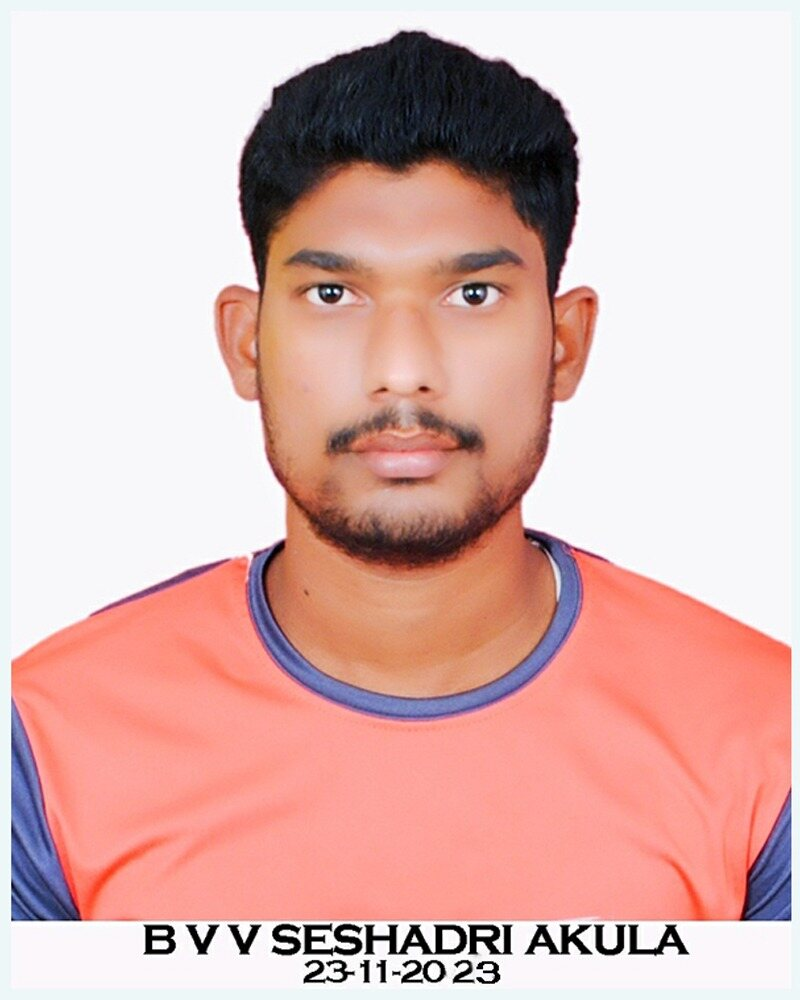 B V V SESHADRI AKULA
23-11-2023